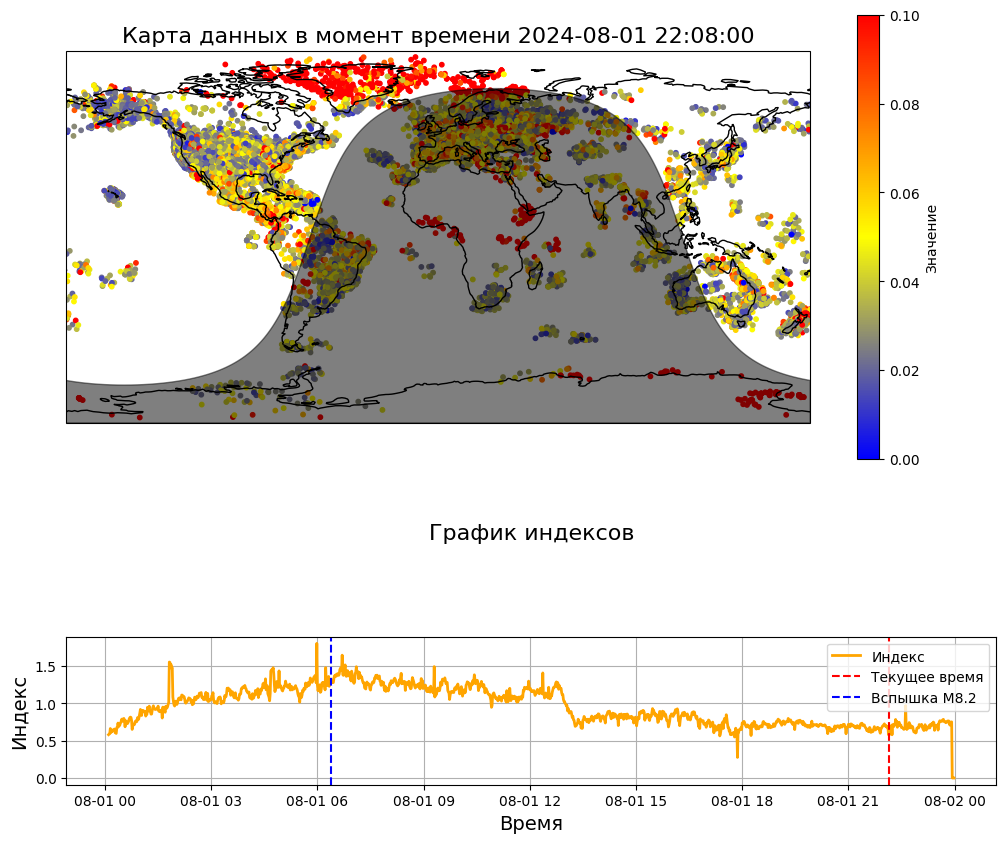 Карта данных в момент времени 2024-08-01 22:08:00
0.10
0.08
0.06
0.04
0.02
0.00
Значение
График индексов
Индекс
1.5
1.0
0.5
0.0
Индекс
Текущее время
Вспышка M8.2
08-01 00
08-01 03
08-01 06
08-01 09
08-01 12
08-01 15
08-01 18
08-01 21
08-02 00
Время